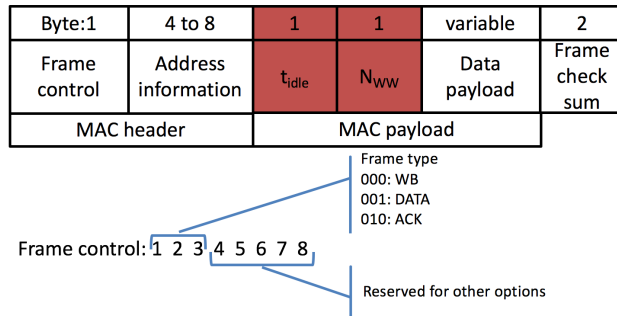 Byte:1 4 to 8 1 1 variable 2
Frame control Address information t_idle N_WW Data payload Frame check sum
MAC header MAC payload
Frame type
000: WB
001: DATA
010: ACK
Frame control: 1 2 3 4 5 6 7 8
Reserved for other options